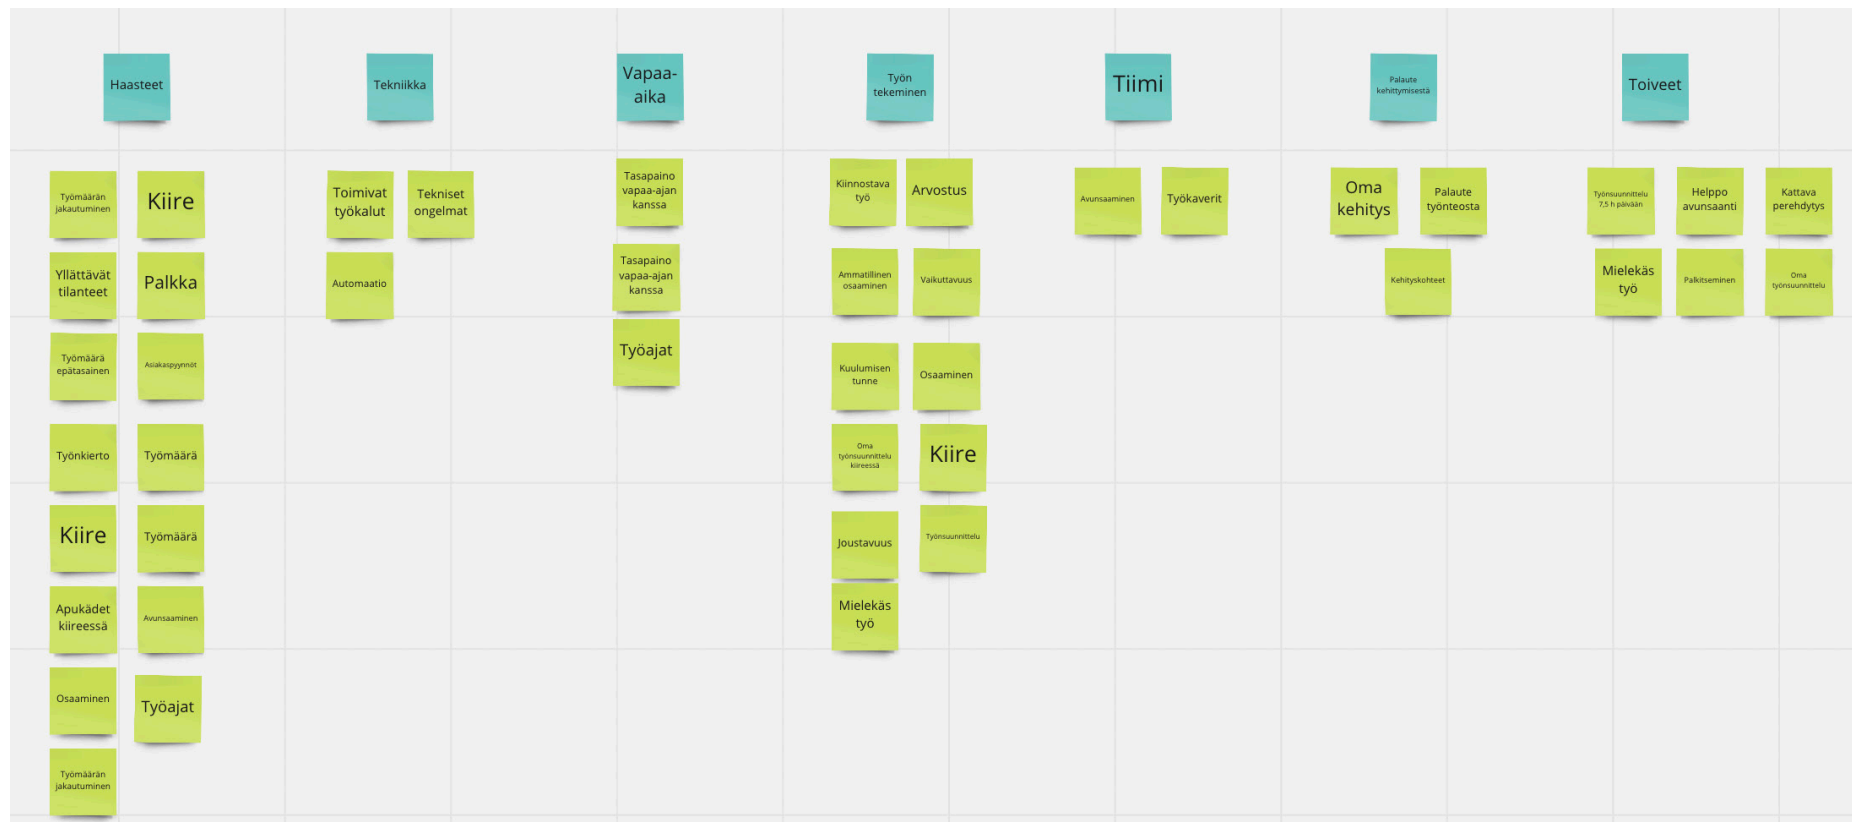 Haasteet
Tekniikka
Vapaa-
aika
Työn
tekeminen
Tiimi
Palaute
kehittymisestä
Toiveet
Työmäärän
jakautuminen
Kiire
Yllättävät
tilanteet
Palkka
Työmäärä
epätasainen
Asiakaspyynnöt
Työnkierto
Työmäärä
Kiire
Työmäärä
Apukädet
kiireessä
Avunsaaminen
Osaaminen
Työajat
Työmäärän
jakautuminen
Toimivat
työkalut
Tekniset
ongelmat
Automaatio
Tasapaino
vapaa-ajan
kanssa
Tasapaino
vapaa-ajan
kanssa
Työajat
Kiinnostava
työ
Arvostus
Ammatillinen
osaaminen
Vaikuttavuus
Kuulumisen
tunne
Osaaminen
Oma
työnsuunnittelu
kiireessä
Kiire
Joustavuus
Työnsuunnittelu
Mielekäs
työ
Avunsaaminen
Työkaverit
Oma
kehitys
Palaute
työnteosta
Kehityskohteet
Työnsuunnittelu
7,5 h päivään
Helppo
avunsaanti
Kattava
perehdytys
Mielekäs
työ
Palkitseminen
Oma
työnsuunnittelu